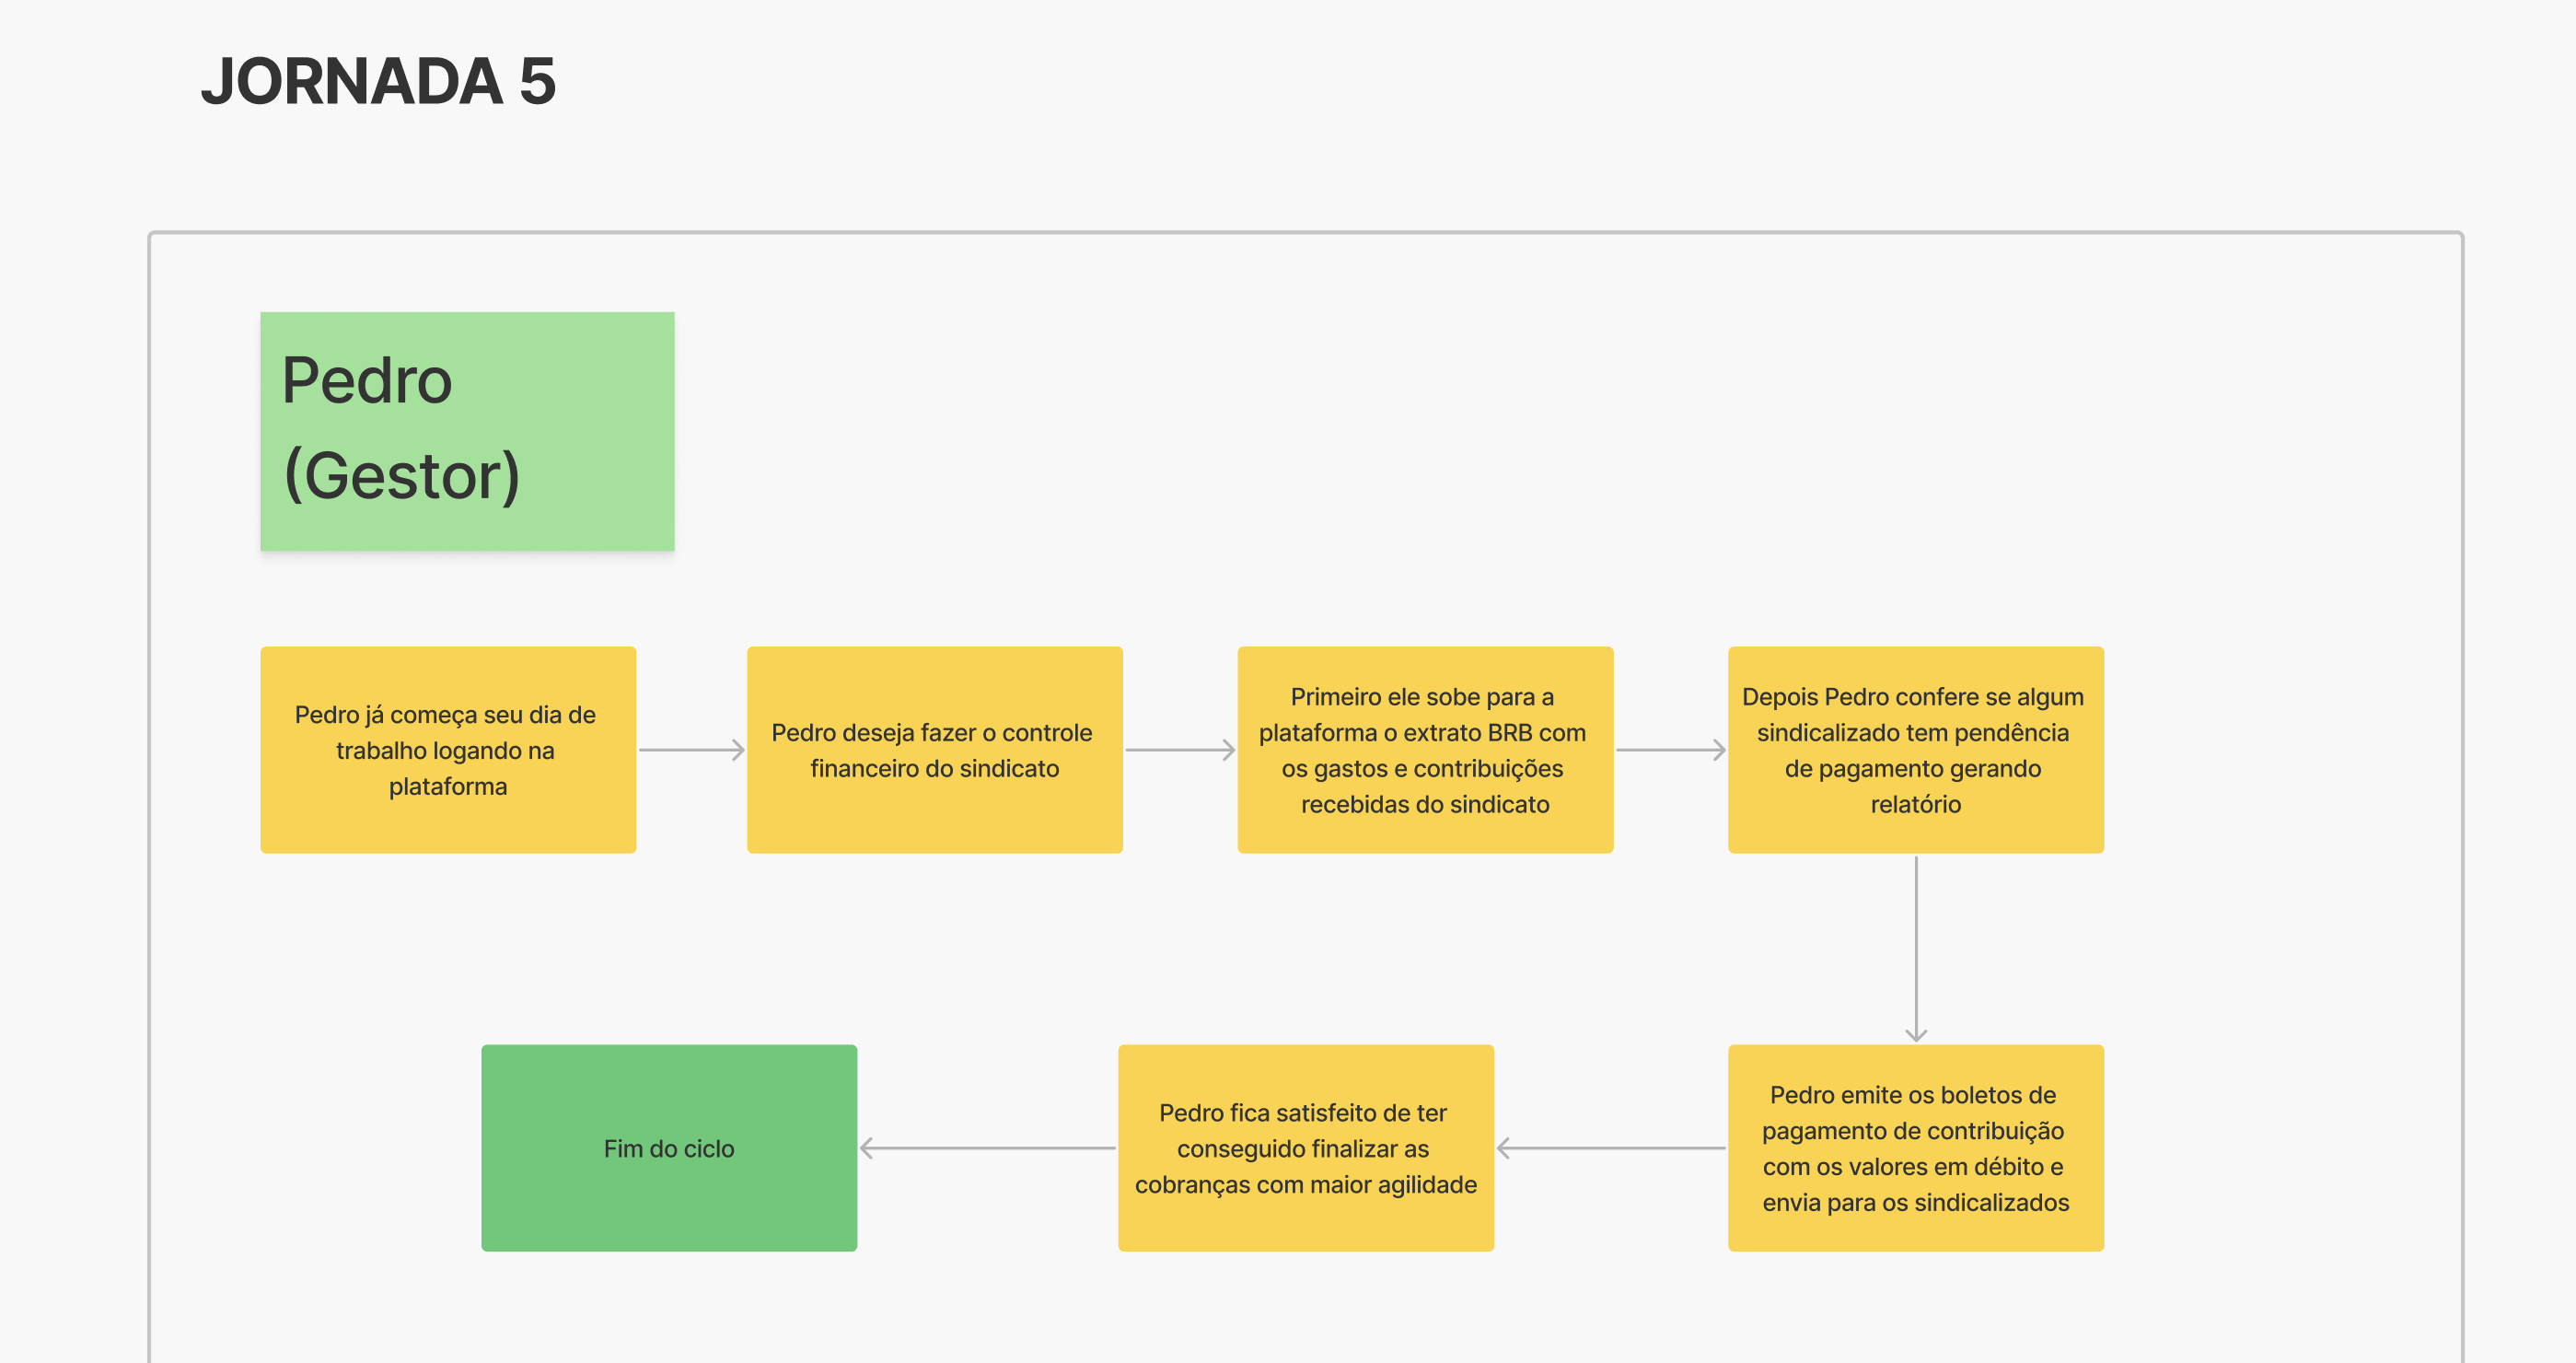 JORNADA 5
Pedro
(Gestor)
Pedro já começa seu dia de
trabalho logando na
plataforma
Pedro deseja fazer o controle
financeiro do sindicato
Primeiro ele sobe para a
plataforma o extrato BRB com
os gastos e contribuições
recebidas do sindicato
Depois Pedro confere se algum
sindicalizado tem pendência
de pagamento gerando
relatório
Pedro emite os boletos de
pagamento de contribuição
com os valores em débito e
envia para os sindicalizados
Pedro fica satisfeito de ter
conseguido finalizar as
cobranças com maior agilidade
Fim do ciclo